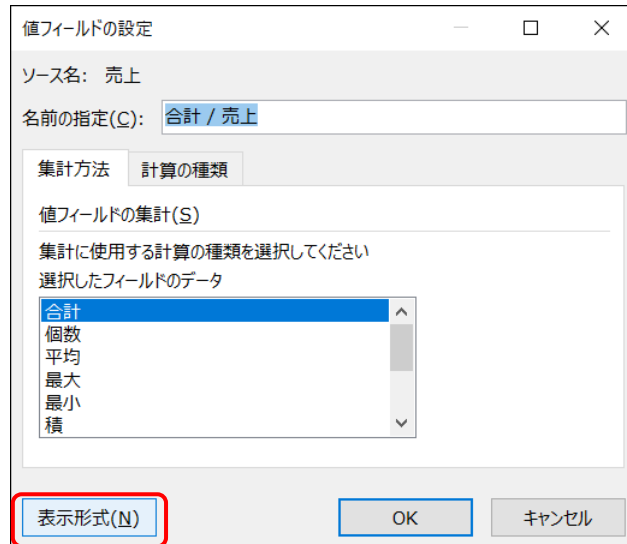 値フィールドの設定
ソース名: 売上
名前の指定(C): 合計 / 売上
集計方法 計算の種類
値フィールドの集計(S)
集計に使用する計算の種類を選択してください
選択したフィールドのデータ
合計
個数
平均
最大
最小
積
表示形式(N) OK キャンセル